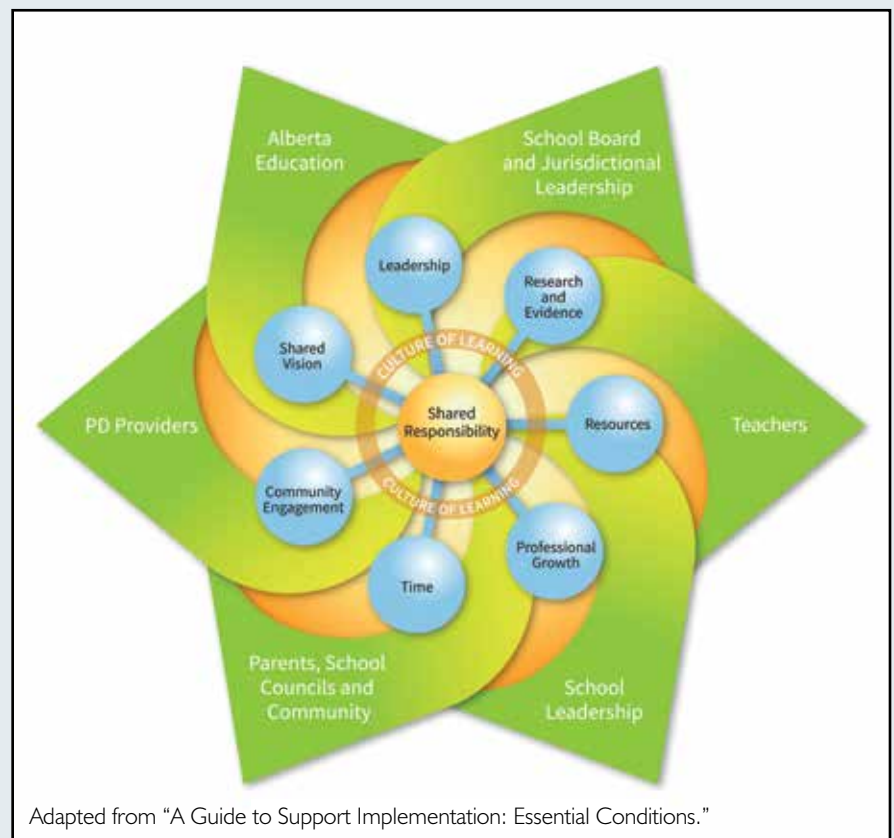 Alberta
Education
School Board
and Jurisdictional
Leadership
Leadership
Research
and
Evidence
Shared
Vision
CULTURE OF LEARNING
Shared
Responsibility
Resources
Teachers
PD Providers
Community
Engagement
CULTURE OF LEARNING
Time
Professional
Growth
Parents, School
Councils and
Community
School
Leadership
Adapted from “A Guide to Support Implementation: Essential Conditions.”